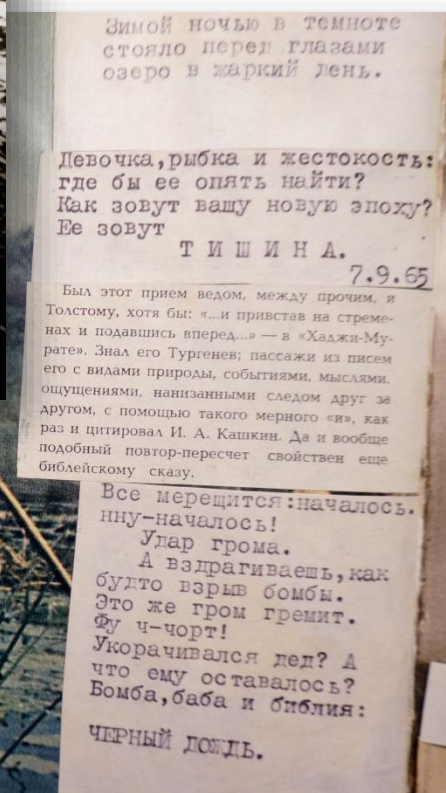 Зимой ночью в темноте
стояло перед глазами
озеро в жаркий день.
Девочка,рыбка и жестокость:
где бы ее опять найти?
Как зовут вашу новую эпоху?
Ее зовут
Т И Ш И Н А.
7.9.65
Был этот прием ведом, между прочим, и
Толстому, хотя бы: «...и привстав на стреме-
нах и подавшись вперед...» — в «Хаджи-Му-
рате». Знал его Тургенев; пассажи из писем
его с видами природы, событиями, мыслями,
ощущениями, нанизанными следом друг за
другом, с помощью такого мерного «и», как
раз и цитировал И. А. Кашкин. Да и вообще
подобный повтор-пересчет свойствен еще
библейскому сказу.
Все мерещится:началось.
нну-началось!
Удар грома.
А вздрагиваешь,как
будто взрыв бомбы.
Это же гром гремит.
Фу ч-чорт!
Укорачивался дед? А
что ему оставалось?
Бомба,баба и библия:
ЧЕРНЫЙ ДОЖДЬ.